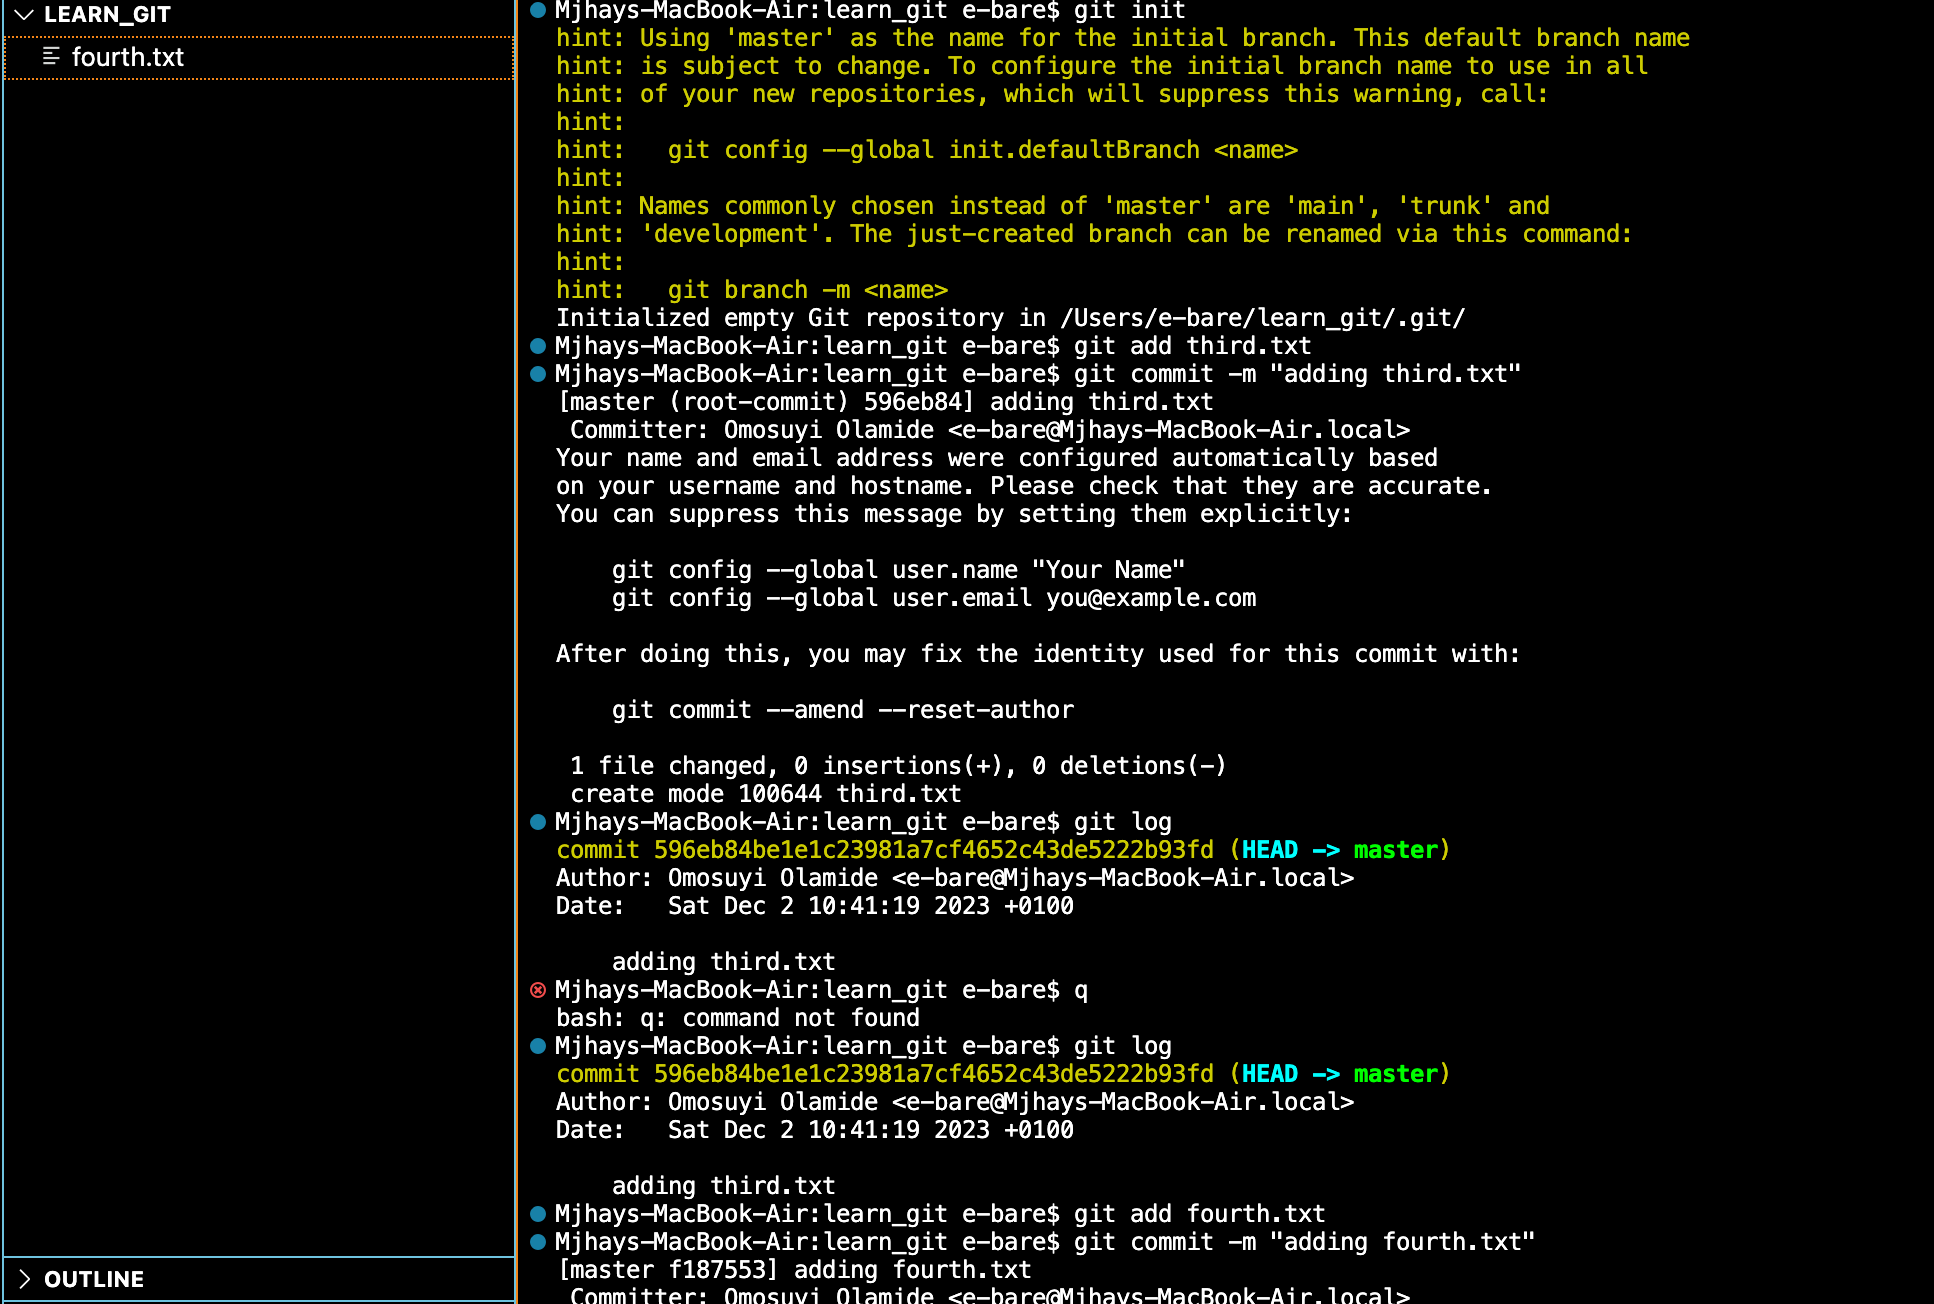 LEARN_GIT
fourth.txt
OUTLINE
Mjhays-MacBook-Air:learn_git e-bare$ git init
hint: Using 'master' as the name for the initial branch. This default branch name
hint: is subject to change. To configure the initial branch name to use in all
hint: of your new repositories, which will suppress this warning, call:
hint:
hint:   git config --global init.defaultBranch <name>
hint:
hint: Names commonly chosen instead of 'master' are 'main', 'trunk' and
hint: 'development'. The just-created branch can be renamed via this command:
hint:
hint:   git branch -m <name>
Initialized empty Git repository in /Users/e-bare/learn_git/.git/
Mjhays-MacBook-Air:learn_git e-bare$ git add third.txt
Mjhays-MacBook-Air:learn_git e-bare$ git commit -m "adding third.txt"
[master (root-commit) 596eb84] adding third.txt
 Committer: Omosuyi Olamide <e-bare@Mjhays-MacBook-Air.local>
Your name and email address were configured automatically based
on your username and hostname. Please check that they are accurate.
You can suppress this message by setting them explicitly:

    git config --global user.name "Your Name"
    git config --global user.email you@example.com

After doing this, you may fix the identity used for this commit with:

    git commit --amend --reset-author

 1 file changed, 0 insertions(+), 0 deletions(-)
 create mode 100644 third.txt
Mjhays-MacBook-Air:learn_git e-bare$ git log
commit 596eb84be1e1c23981a7cf4652c43de5222b93fd (HEAD -> master)
Author: Omosuyi Olamide <e-bare@Mjhays-MacBook-Air.local>
Date:   Sat Dec 2 10:41:19 2023 +0100

    adding third.txt
Mjhays-MacBook-Air:learn_git e-bare$ q
bash: q: command not found
Mjhays-MacBook-Air:learn_git e-bare$ git log
commit 596eb84be1e1c23981a7cf4652c43de5222b93fd (HEAD -> master)
Author: Omosuyi Olamide <e-bare@Mjhays-MacBook-Air.local>
Date:   Sat Dec 2 10:41:19 2023 +0100

    adding third.txt
Mjhays-MacBook-Air:learn_git e-bare$ git add fourth.txt
Mjhays-MacBook-Air:learn_git e-bare$ git commit -m "adding fourth.txt"
[master f187553] adding fourth.txt
 Committer: Omosuyi Olamide <e-bare@Mjhays-MacBook-Air.local>